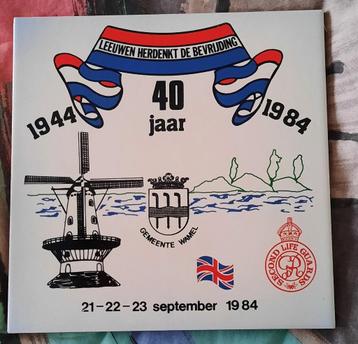 LEEUWEN HERDENKT DE BEVRIJDING
1944
40
jaar
1984
GEMEENTE WAMEL
SECOND LIFE GUARDS
21-22-23 september 1984